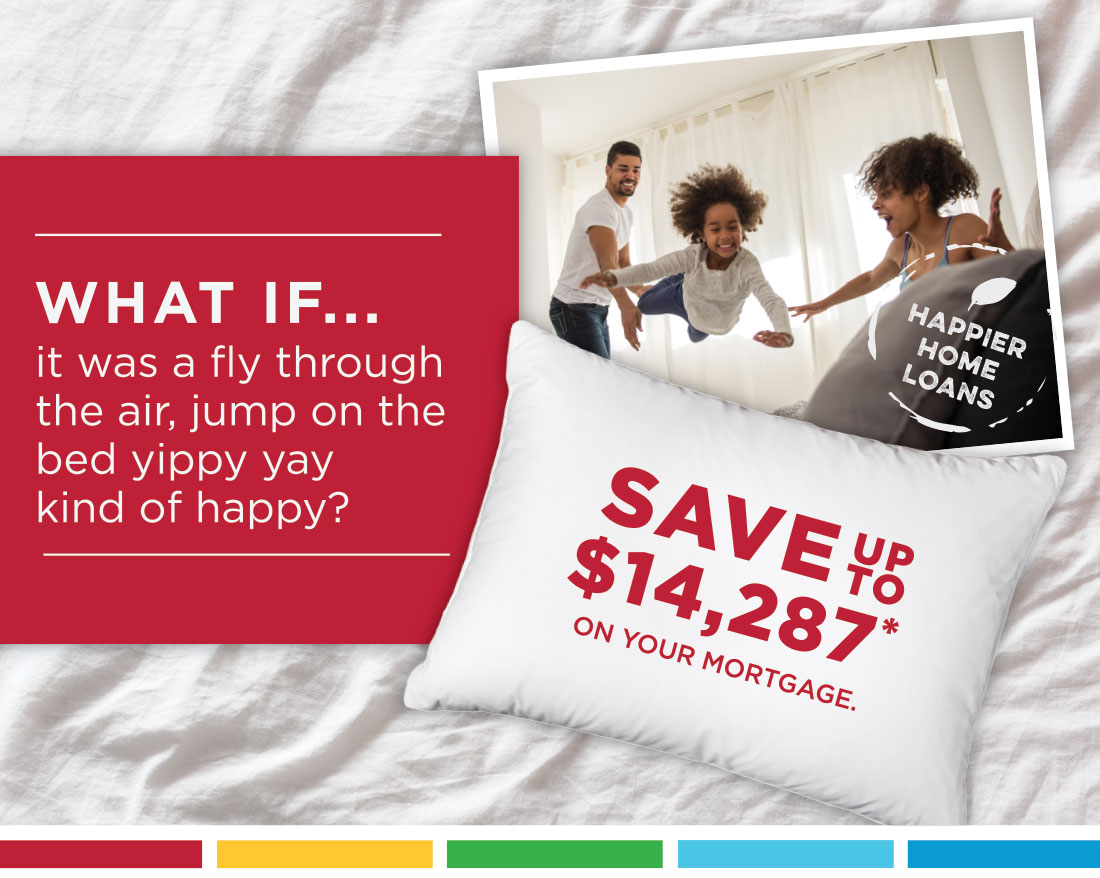 WHAT IF...
it was a fly through
the air, jump on the
bed yippy yay
kind of happy?
HAPPIER
HOME
LOANS
SAVE UP TO
$14,287*
ON YOUR MORTGAGE.